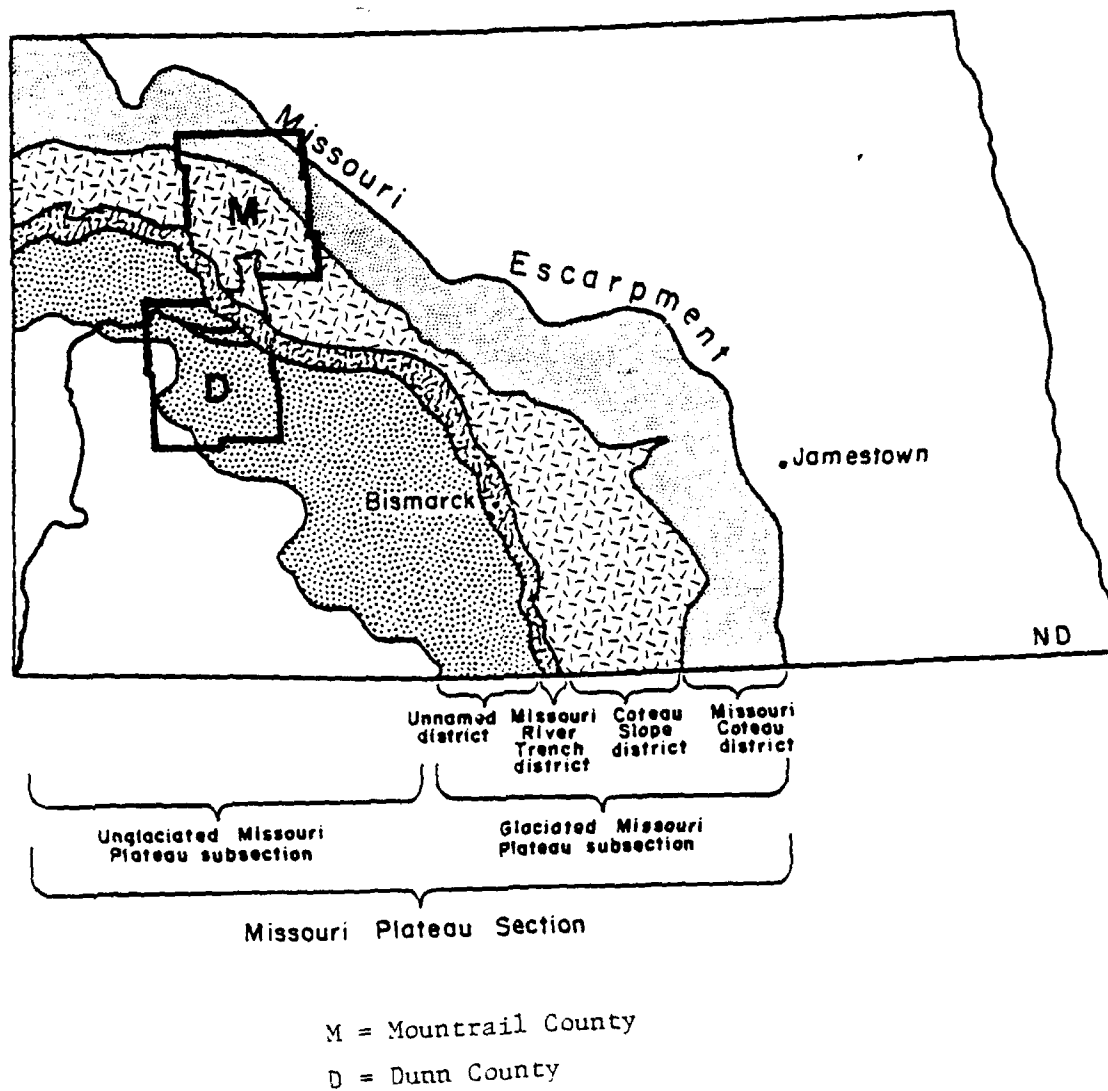 Missouri
Escarpment
M
D
Jamestown
Bismarck
ND
Unnamed
district
Missouri
River
Trench
district
Coteau
Slope
district
Missouri
Coteau
district
Unglaciated Missouri
Plateau subsection
Glaciated Missouri
Plateau subsection
Missouri Plateau Section
M = Mountrail County
D = Dunn County